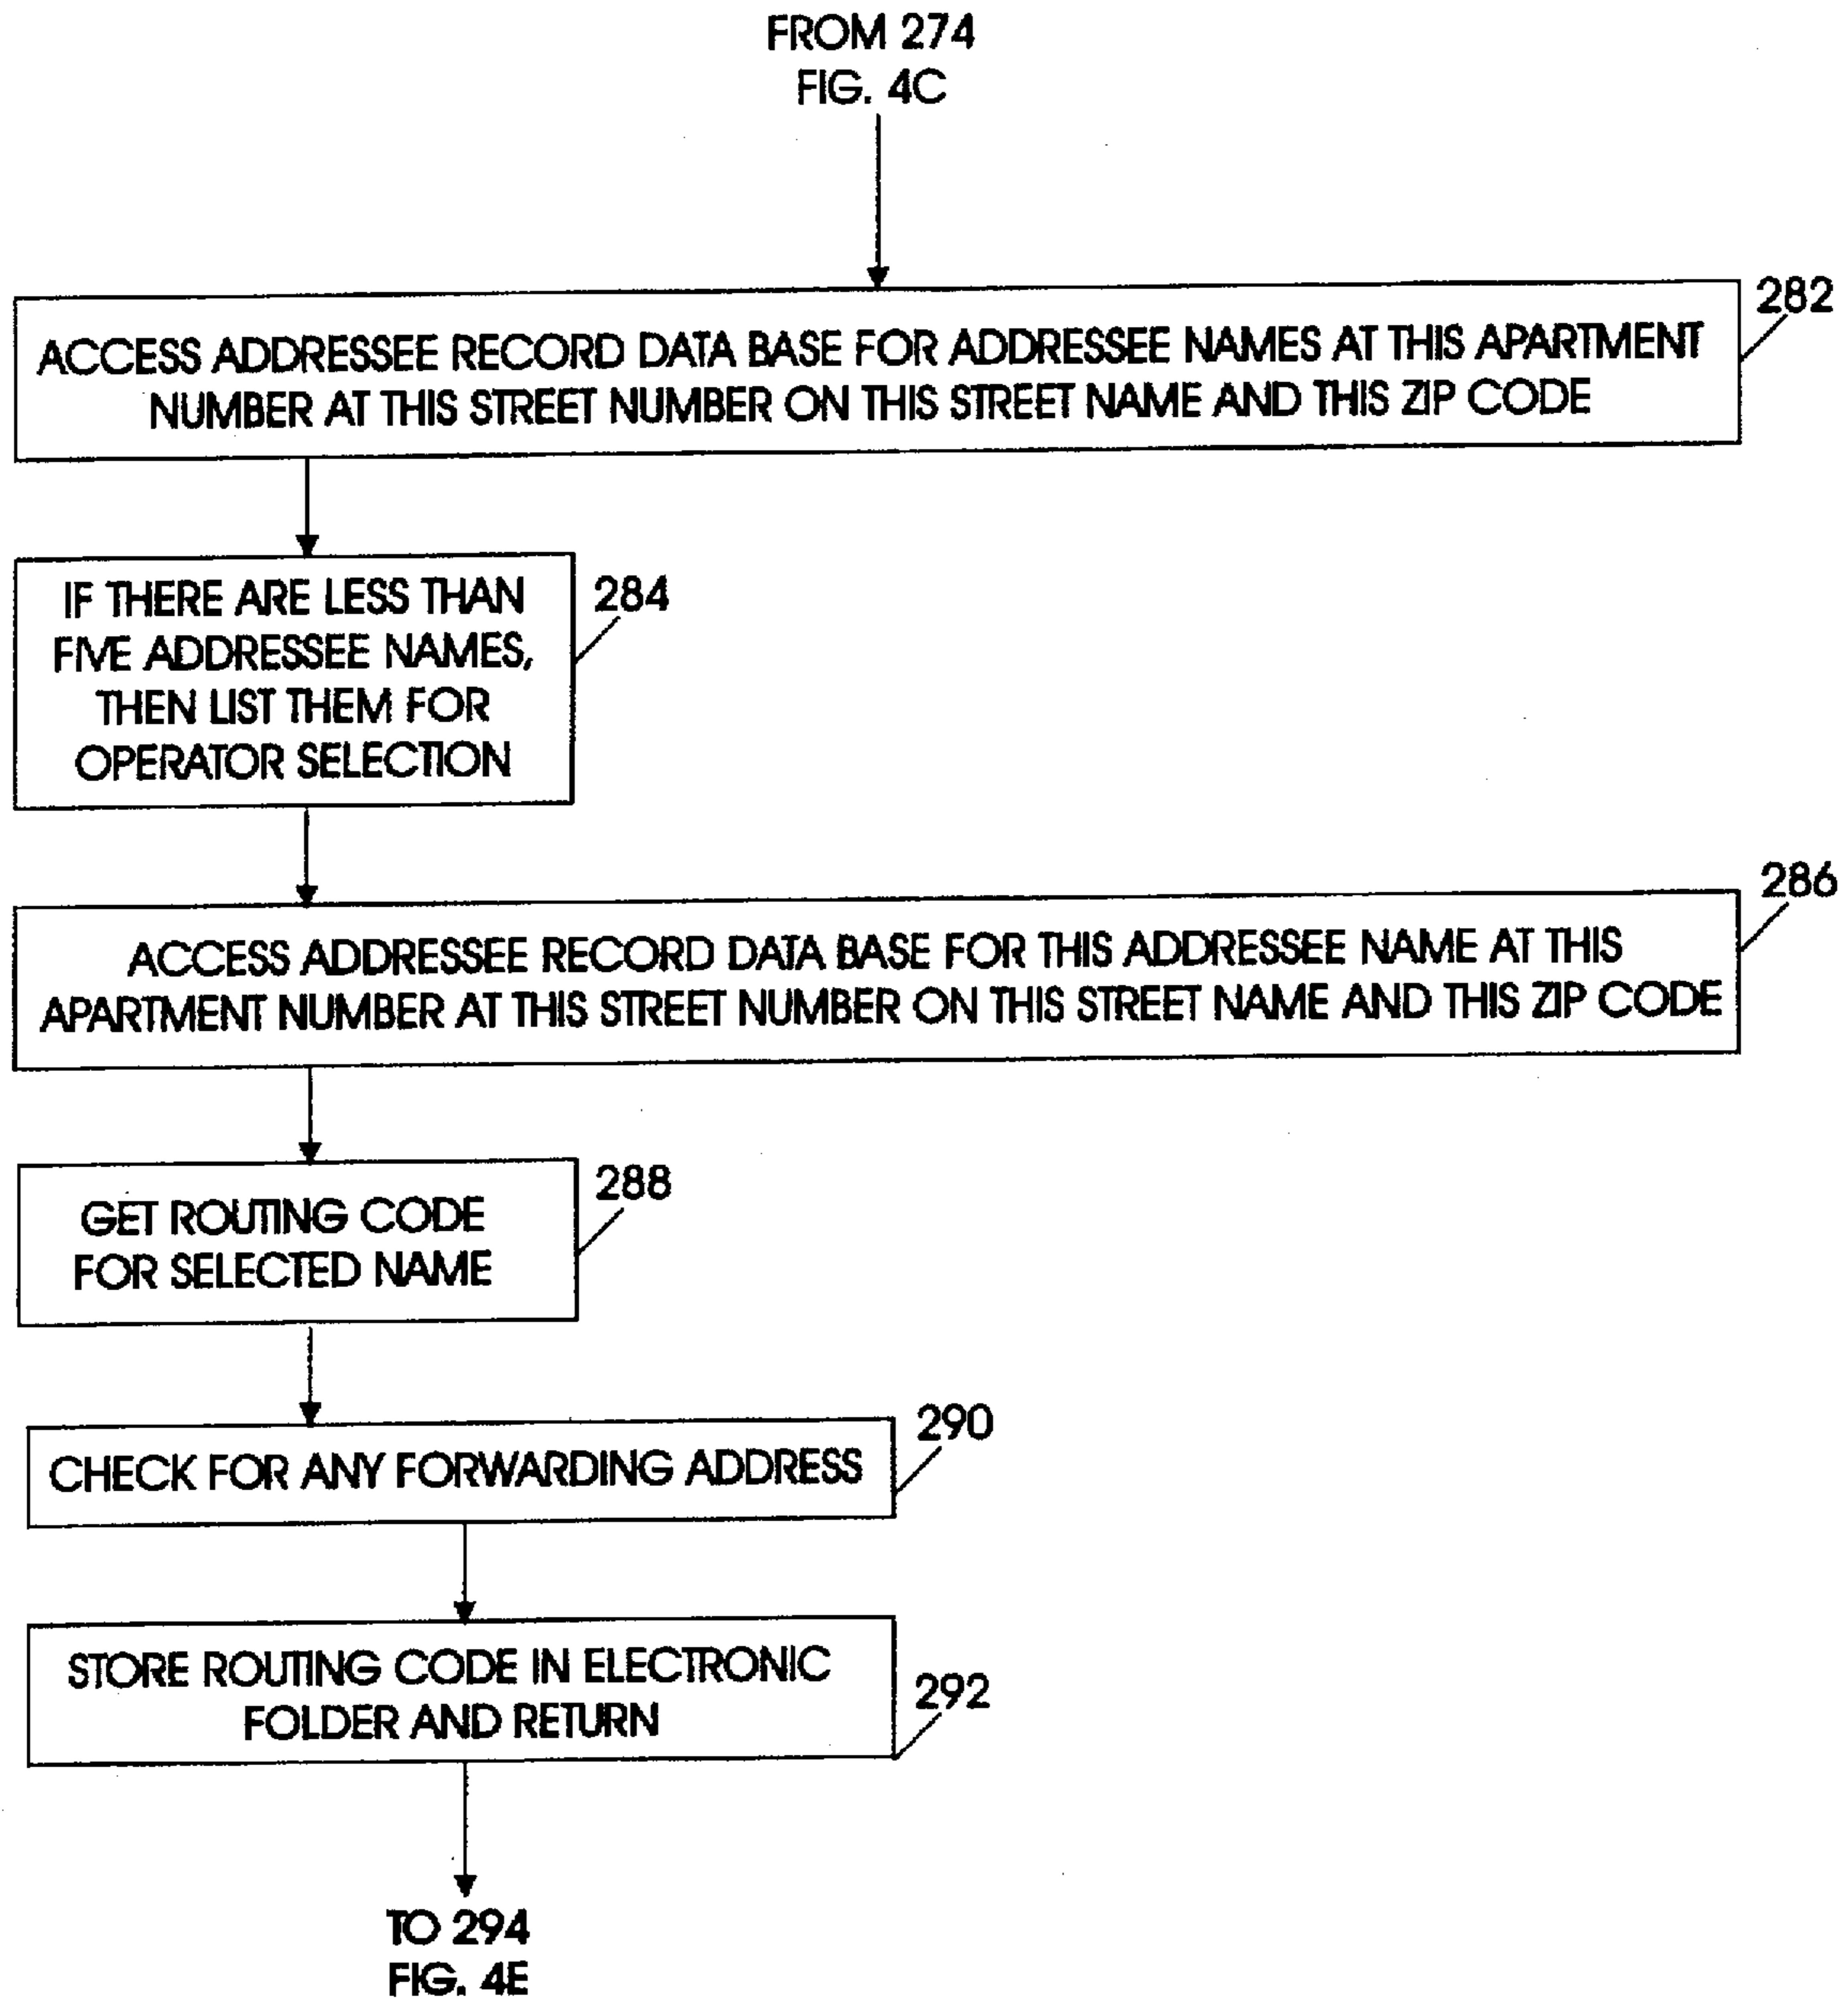 FROM 274
FIG. 4C
282
ACCESS ADDRESSEE RECORD DATA BASE FOR ADDRESSEE NAMES AT THIS APARTMENT
NUMBER AT THIS STREET NUMBER ON THIS STREET NAME AND THIS ZIP CODE
284
IF THERE ARE LESS THAN
FIVE ADDRESSEE NAMES,
THEN LIST THEM FOR
OPERATOR SELECTION
286
ACCESS ADDRESSEE RECORD DATA BASE FOR THIS ADDRESSEE NAME AT THIS
APARTMENT NUMBER AT THIS STREET NUMBER ON THIS STREET NAME AND THIS ZIP CODE
288
GET ROUTING CODE
FOR SELECTED NAME
290
CHECK FOR ANY FORWARDING ADDRESS
STORE ROUTING CODE IN ELECTRONIC
FOLDER AND RETURN
292
TO 294
FIG. 4E